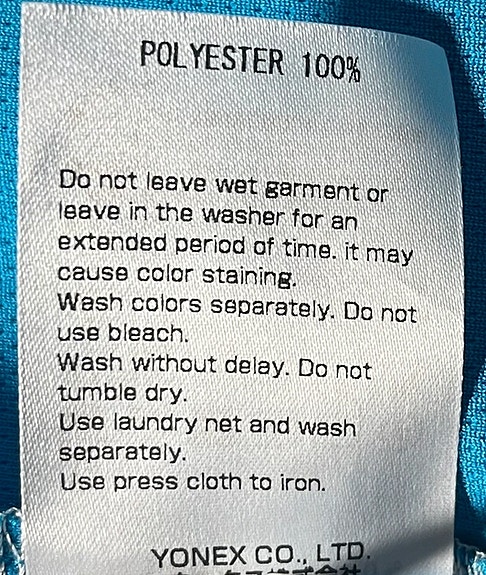 POLYESTER 100%
Do not leave wet garment or
leave in the washer for an
extended period of time. it may
cause color staining.
Wash colors separately. Do not
use bleach.
Wash without delay. Do not
tumble dry.
Use laundry net and wash
separately.
Use press cloth to iron.
YONEX CO., LTD.